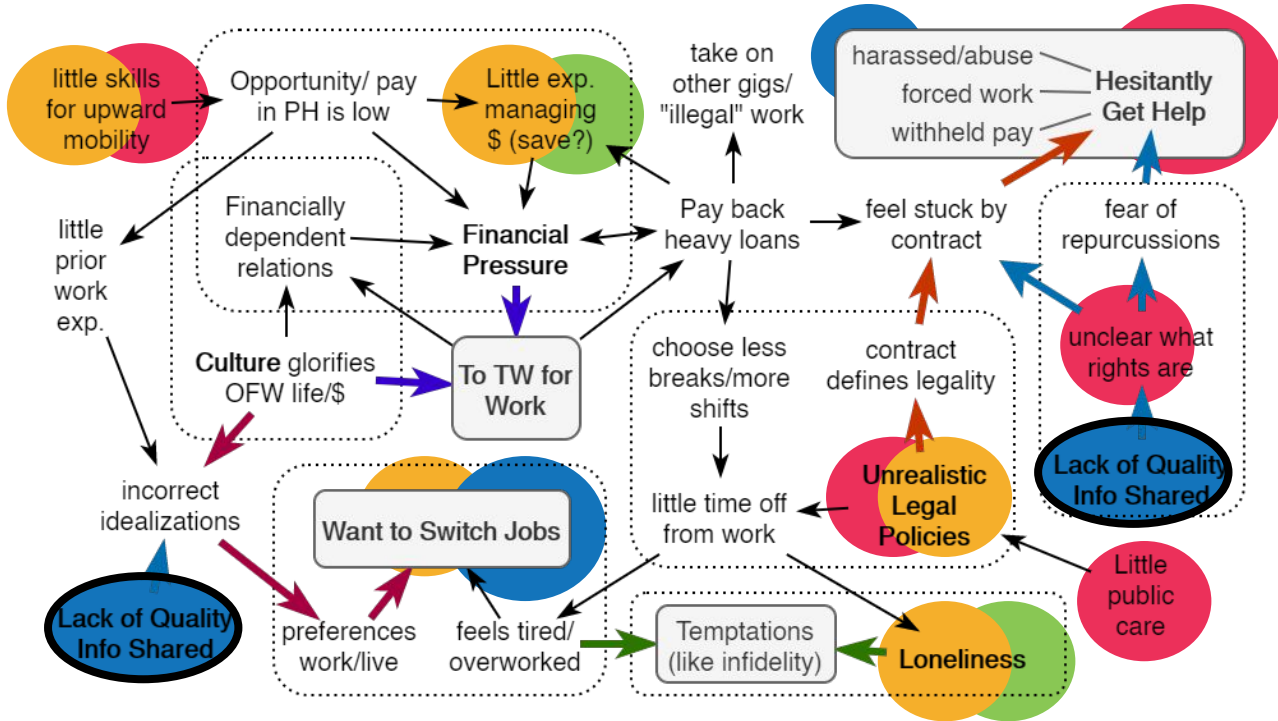 little skills
for upward
mobility
Opportunity/ pay
in PH is low
Little exp.
managing
$ (save?)
take on
other gigs/
"illegal" work
harassed/abuse
forced work
withheld pay
Hesitantly
Get Help
little
prior
work
exp.
Financially
dependent
relations
Financial
Pressure
Pay back
heavy loans
feel stuck by
contract
fear of
repurcussions
Culture glorifies
OFW life/$
To TW for
Work
choose less
breaks/more
shifts
contract
defines legality
unclear what
rights are
Lack of Quality
Info Shared
incorrect
idealizations
Want to Switch Jobs
little time off
from work
Unrealistic
Legal
Policies
Little
public
care
Lack of Quality
Info Shared
preferences
work/live
feels tired/
overworked
Temptations
(like infidelity)
Loneliness